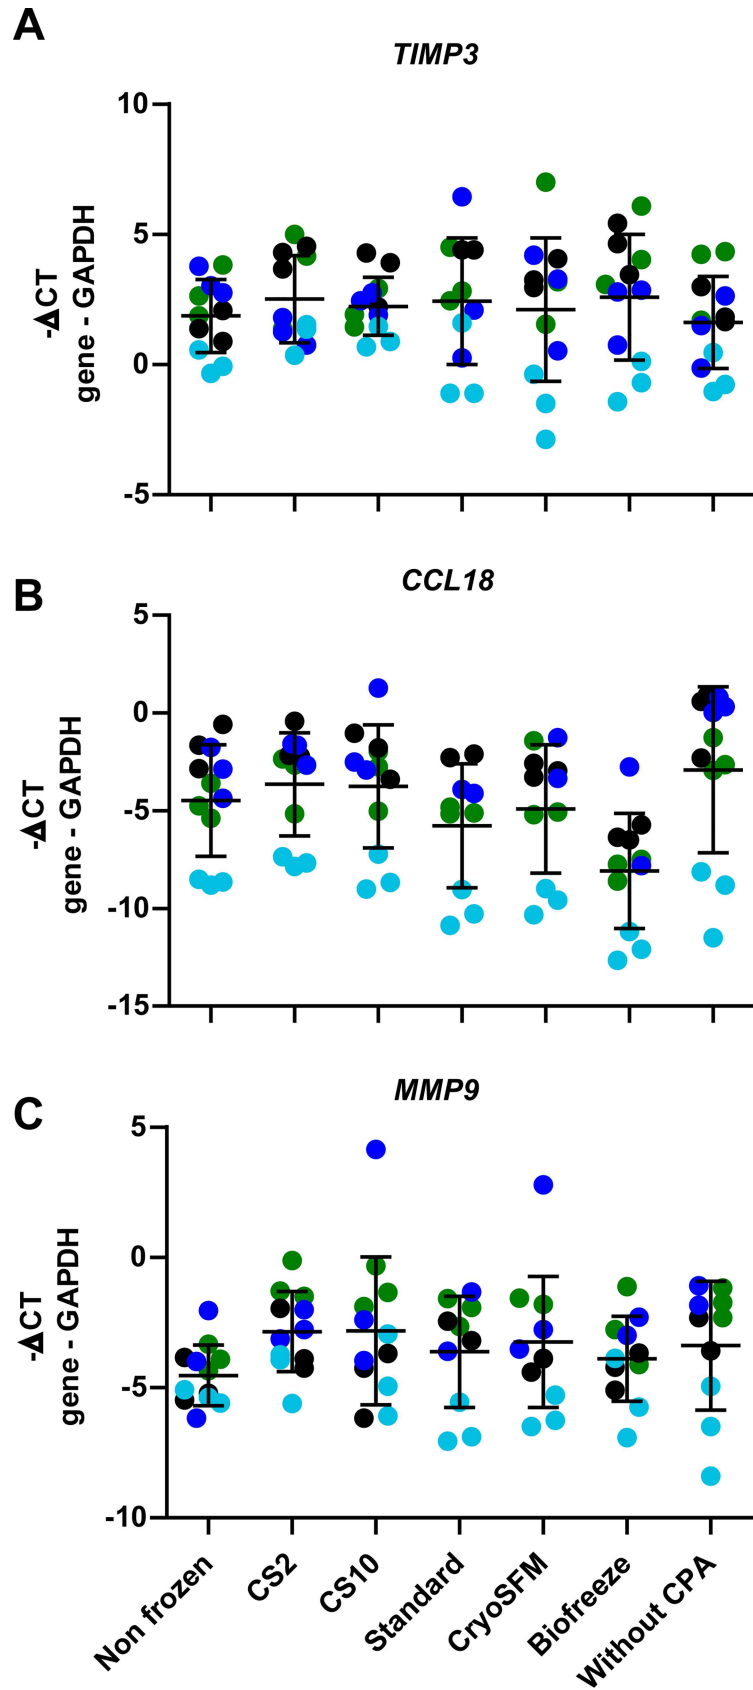 A
TIMP3
-ΔCT
gene - GAPDH
10
5
0
-5
B
CCL18
-ΔCT
gene - GAPDH
5
0
-5
-10
-15
C
MMP9
-ΔCT
gene - GAPDH
5
0
-5
-10
Non frozen
CS2
CS10
Standard
CryoSFM
Biofreeze
Without CPA